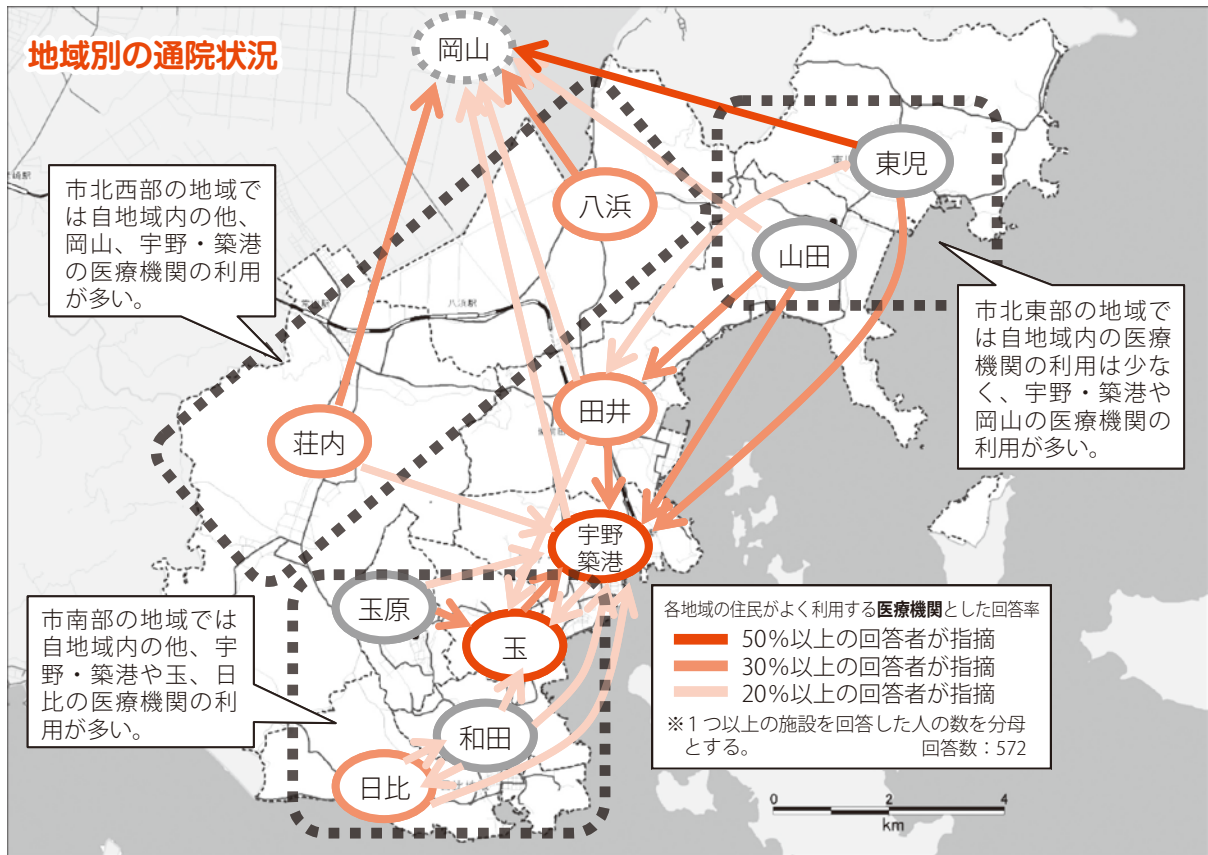 地域別の通院状況
岡山
東児
八浜
山田
市北西部の地域で
は自地域内の他、
岡山、宇野・築港
の医療機関の利用
が多い。
八浜駅
市北東部の地域で
は自地域内の医療
機関の利用は少な
く、宇野・築港や
岡山の医療機関の
利用が多い。
田井
荘内
宇野
築港
玉原
玉
市南部の地域では
自地域内の他、宇
野・築港や玉、日
比の医療機関の利
用が多い。
和田
日比
各地域の住民がよく利用する医療機関とした回答率
50%以上の回答者が指摘
30%以上の回答者が指摘
20%以上の回答者が指摘
※1つ以上の施設を回答した人の数を分母
とする。 回答数：572
0 2 4
km